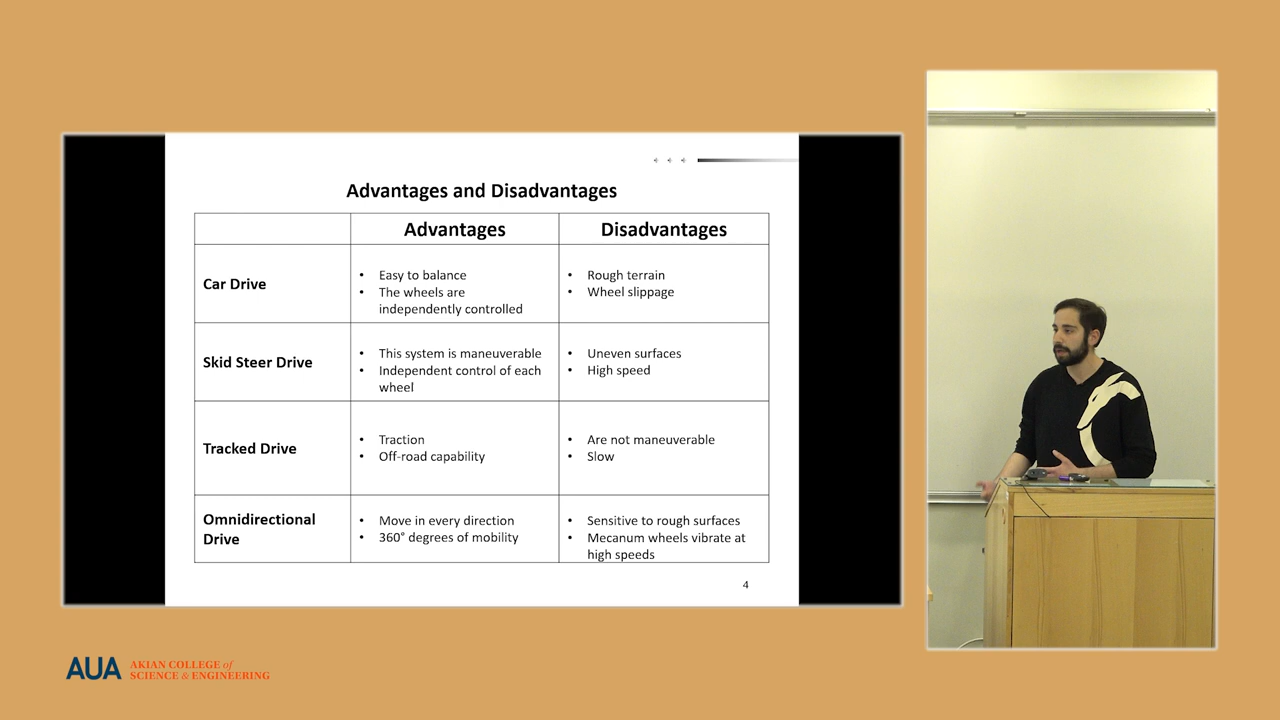 Advantages and Disadvantages
Advantages
Disadvantages
Car Drive
• Easy to balance
• The wheels are
independently controlled
• Rough terrain
• Wheel slippage
Skid Steer Drive
• This system is maneuverable
• Independent control of each
wheel
• Uneven surfaces
• High speed
Tracked Drive
• Traction
• Off-road capability
• Are not maneuverable
• Slow
Omnidirectional
Drive
• Move in every direction
• 360° degrees of mobility
• Sensitive to rough surfaces
• Mecanum wheels vibrate at
high speeds
4
AUA
AKIAN COLLEGE of
SCIENCE & ENGINEERING